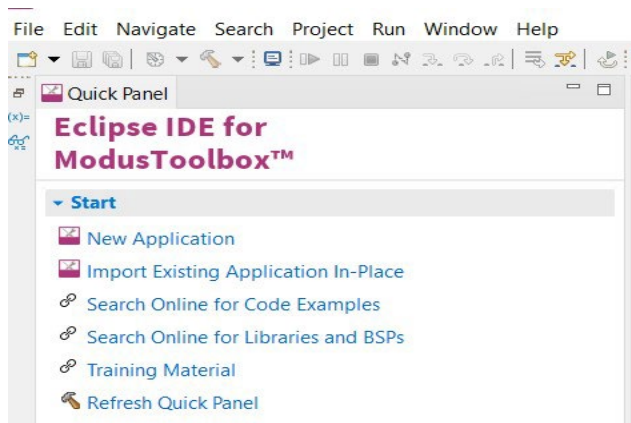 File Edit Navigate Search Project Run Window Help
Quick Panel
(x)=
Eclipse IDE for
ModusToolbox™
Start
New Application
Import Existing Application In-Place
Search Online for Code Examples
Search Online for Libraries and BSPs
Training Material
Refresh Quick Panel